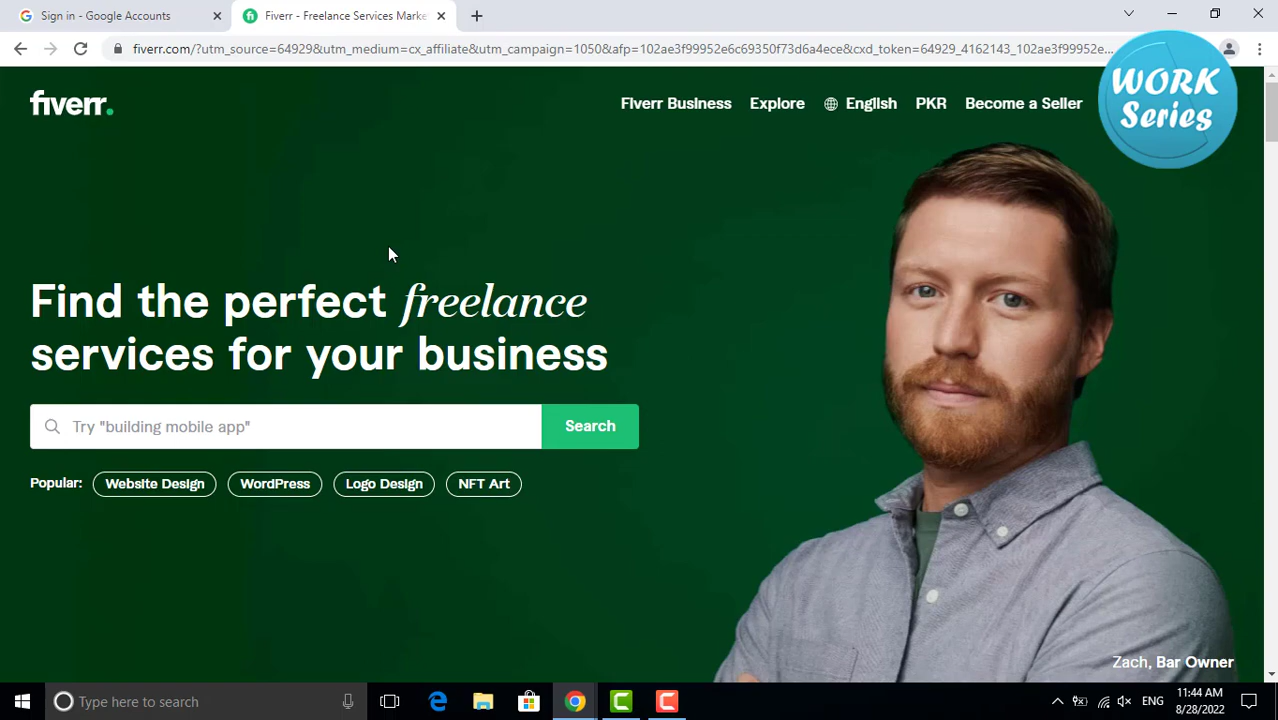 Sign in - Google Accounts
Fiverr - Freelance Services Marke
fiverr.com/?utm_source=64929&utm_medium=cx_affiliate&utm_campaign=1050&afp=102ae3f99952e6c69350f73d6a4ece&cxd_token=64929_4162143_102ae3f99952e...
WORK
Series
fiverr.
Fiverr Business
Explore
English
PKR
Become a Seller
Find the perfect freelance
services for your business
Try "building mobile app"
Search
Popular:
Website Design
WordPress
Logo Design
NFT Art
Zach, Bar Owner
Type here to search
ENG
11:44 AM
8/28/2022